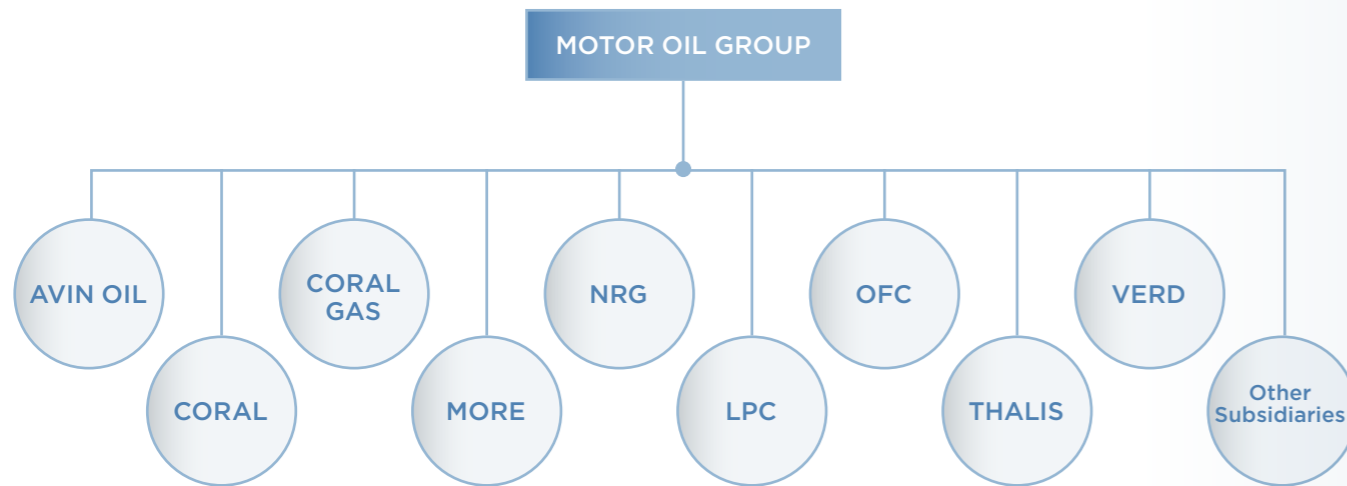 MOTOR OIL GROUP
AVIN OIL
CORAL
GAS
NRG
OFC
VERD
CORAL
MORE
LPC
THALIS
Other
Subsidiaries